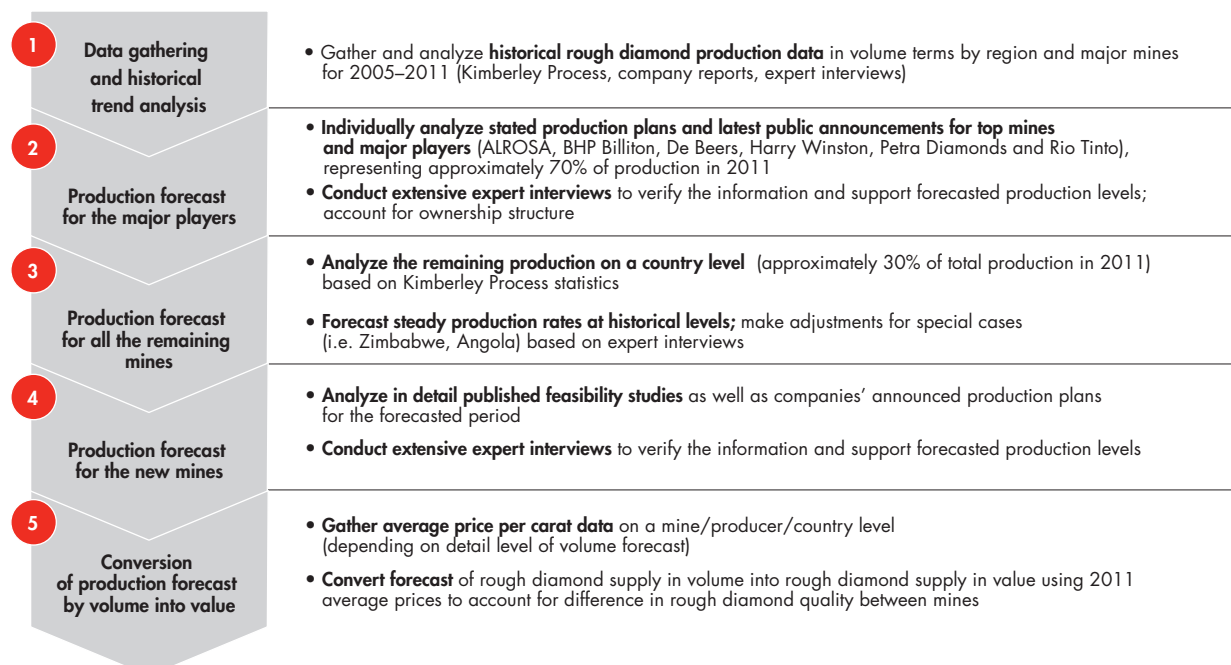 1
Data gathering
and historical
trend analysis
• Gather and analyze historical rough diamond production data in volume terms by region and major mines
for 2005–2011 (Kimberley Process, company reports, expert interviews)
2
Production forecast
for the major players
• Individually analyze stated production plans and latest public announcements for top mines
and major players (ALROSA, BHP Billiton, De Beers, Harry Winston, Petra Diamonds and Rio Tinto),
representing approximately 70% of production in 2011
• Conduct extensive expert interviews to verify the information and support forecasted production levels;
account for ownership structure
3
Production forecast
for all the remaining
mines
• Analyze the remaining production on a country level (approximately 30% of total production in 2011)
based on Kimberley Process statistics
• Forecast steady production rates at historical levels; make adjustments for special cases
(i.e. Zimbabwe, Angola) based on expert interviews
4
Production forecast
for the new mines
• Analyze in detail published feasibility studies as well as companies’ announced production plans
for the forecasted period
• Conduct extensive expert interviews to verify the information and support forecasted production levels
5
Conversion
of production forecast
by volume into value
• Gather average price per carat data on a mine/producer/country level
(depending on detail level of volume forecast)
• Convert forecast of rough diamond supply in volume into rough diamond supply in value using 2011
average prices to account for difference in rough diamond quality between mines